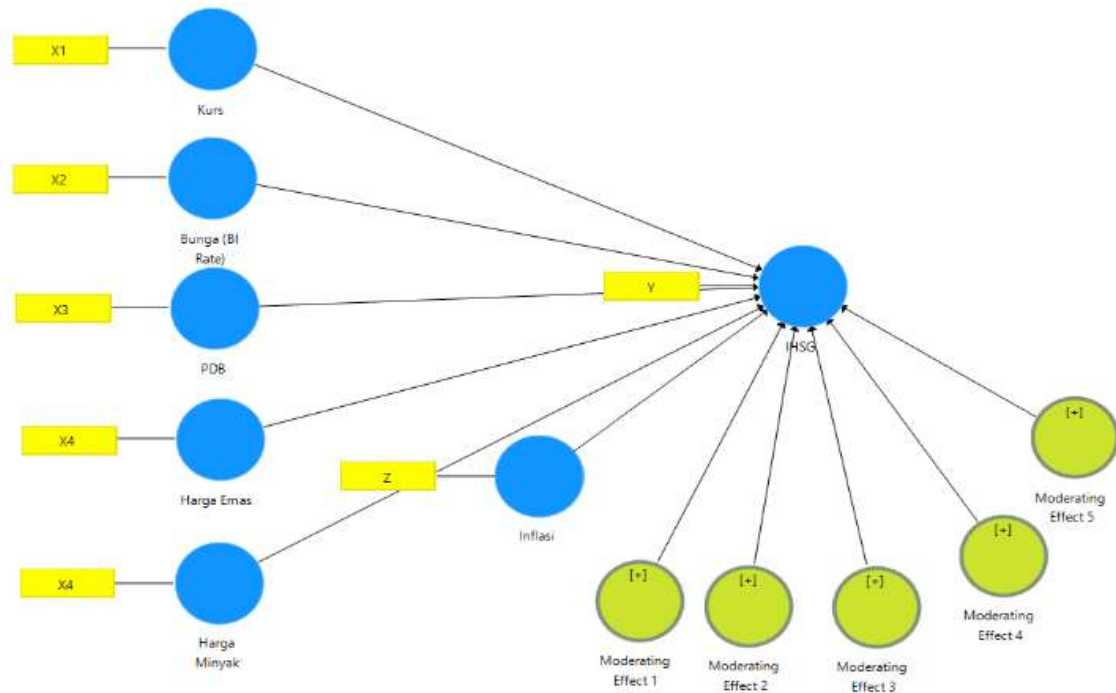 X1
Kurs
X2
Bunga (BI
Rate)
X3
PDB
Y
IHSG
X4
Harga Emas
Z
Inflasi
X4
Harga
Minyak
[+]
Moderating
Effect 1
[+]
Moderating
Effect 2
[+]
Moderating
Effect 3
[+]
Moderating
Effect 4
[+]
Moderating
Effect 5